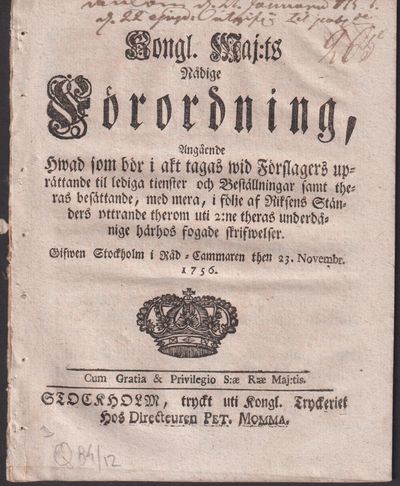 Kongl. Maj:ts
Nådige
Förordning,
Angående
Hwad som bör i akt tagas wid Förslagers up-
rättande til lediga tienster och Beställningar samt the-
ras besättande, med mera, i följe af Riksens Stän-
ders yttrande therom uti 2:ne theras underdå-
nige härhos fogade skrifwelser.
Gifwen Stockholm i Råd-Cammaren then 23. Novembr.
1756.
Cum Gratia & Privilegio S:æ R:æ Maj:tis.
STOCKHOLM, tryckt uti Kongl. Tryckeriet
Hos Directeuren PET. MOMMA.
84/12